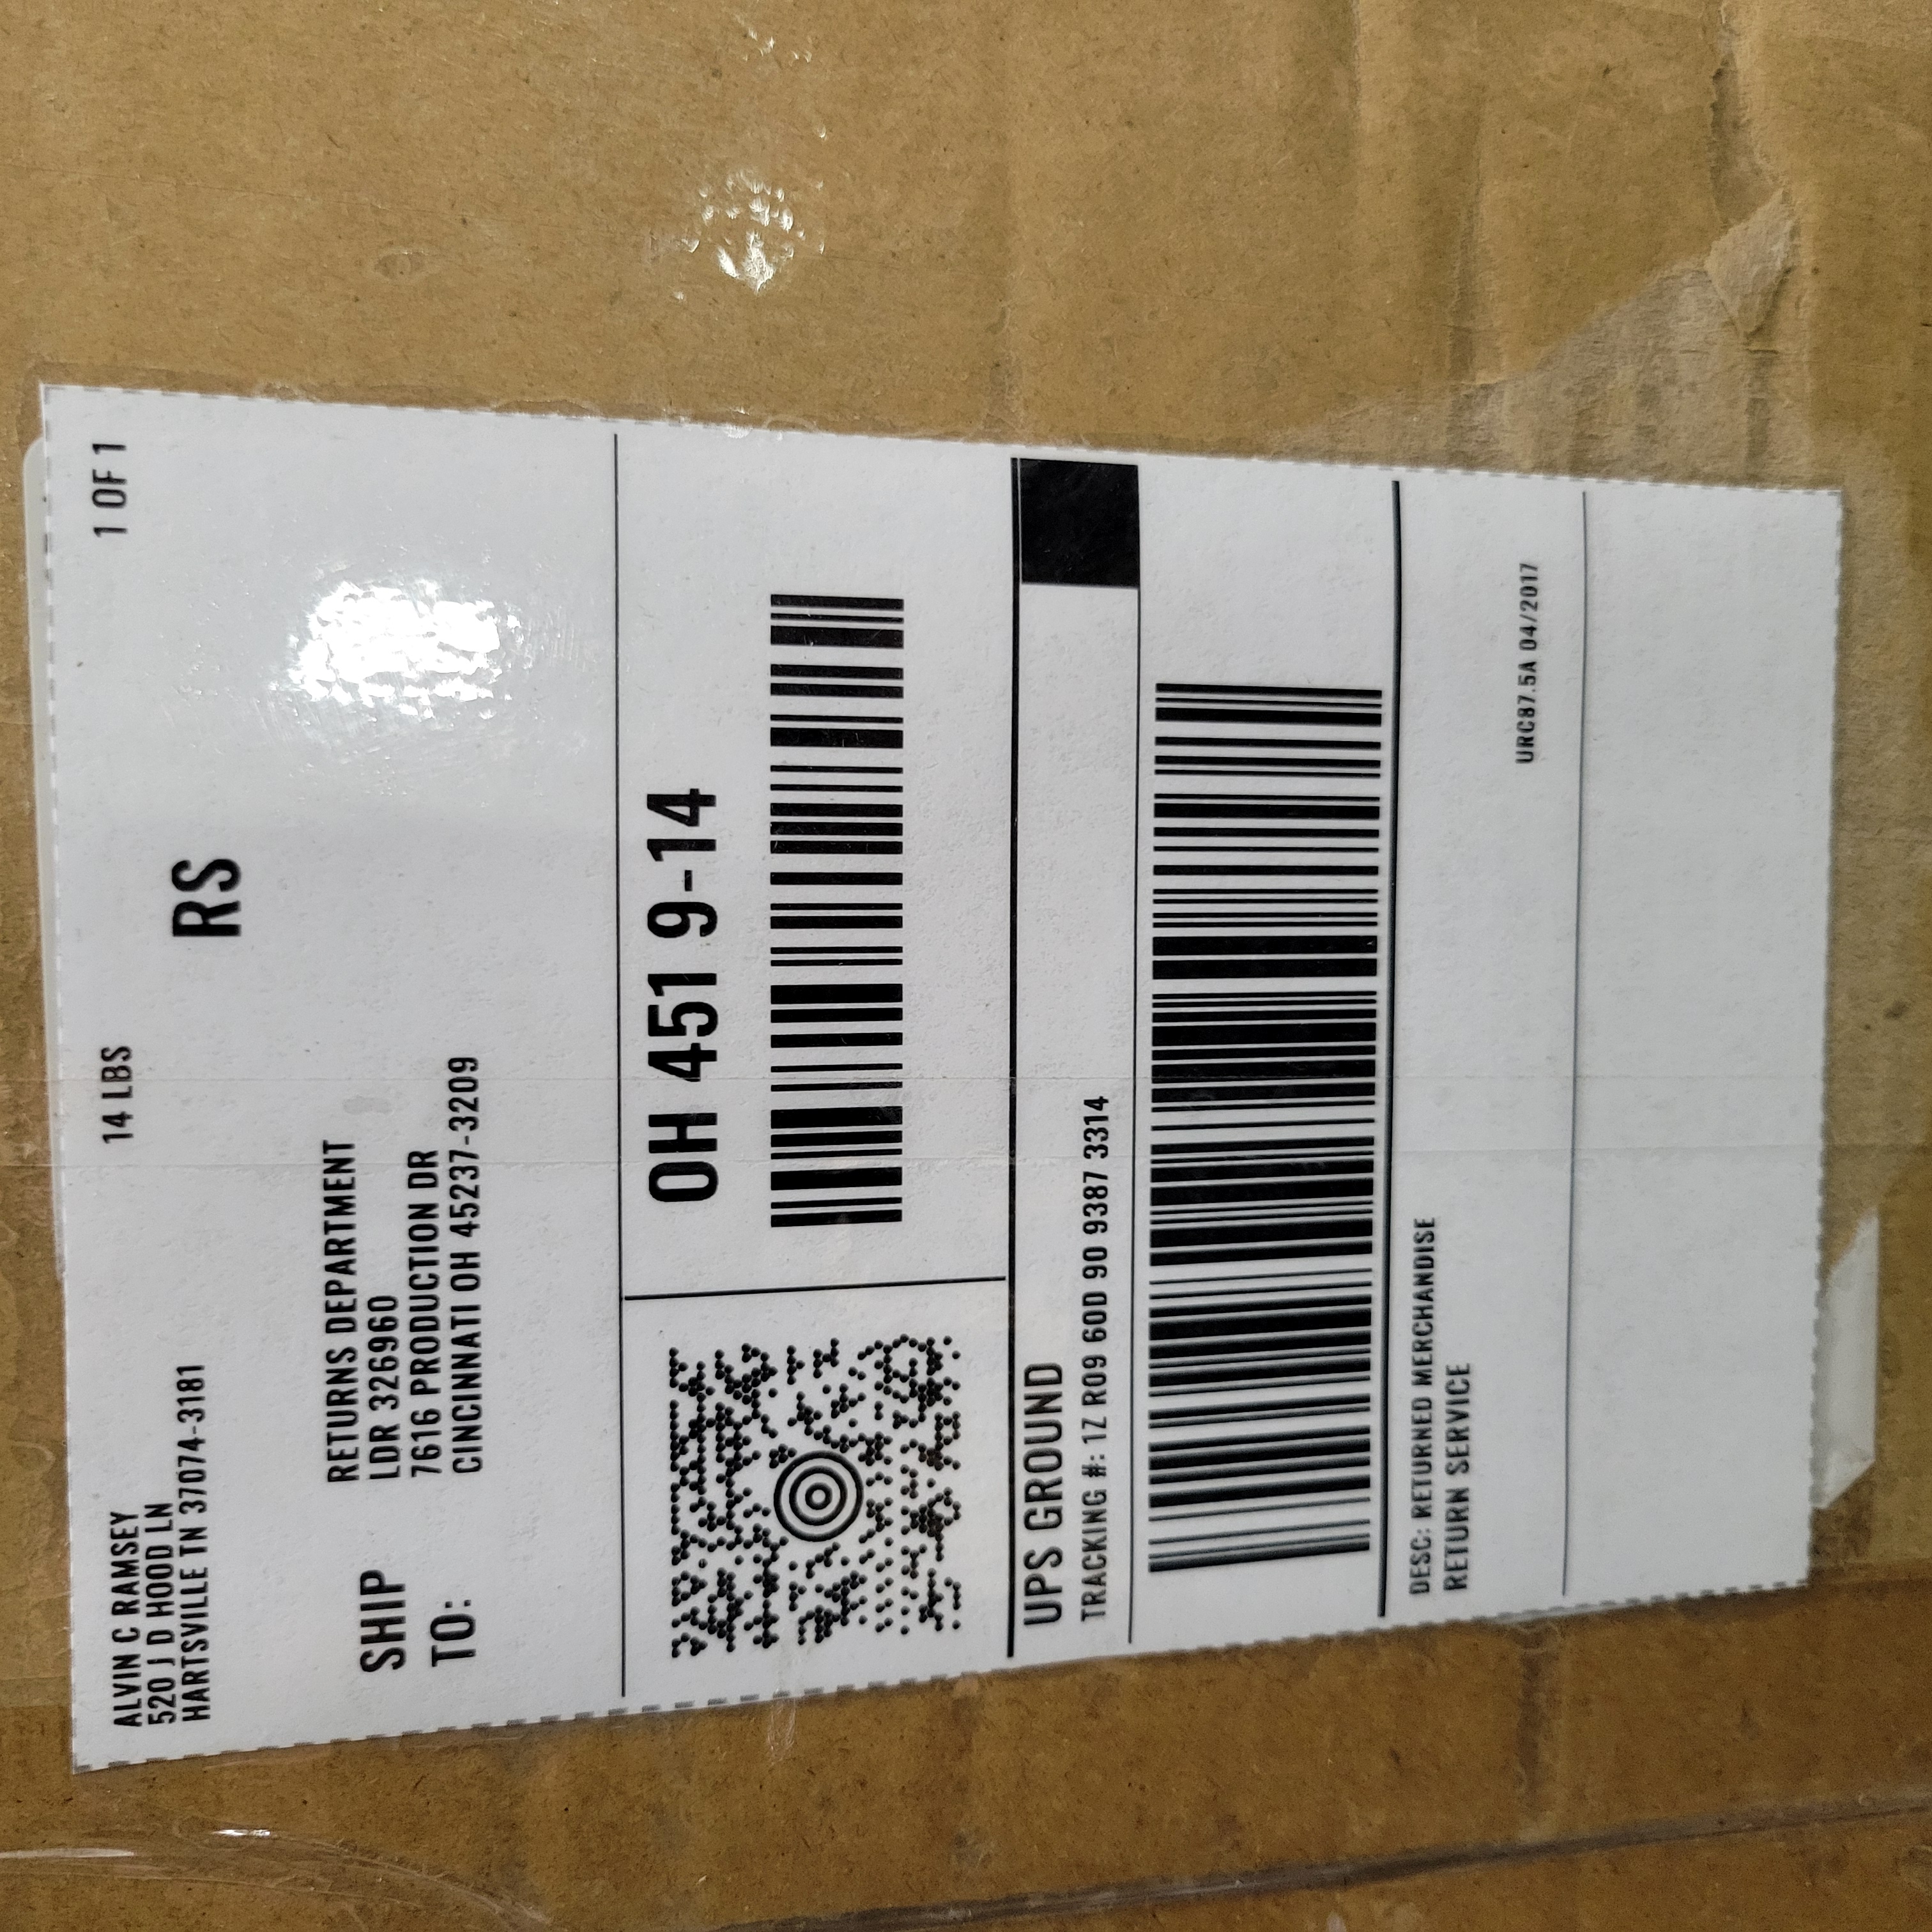 ALVIN C RAMSEY
520 J D HOOD LN
HARTSVILLE TN 37074-3181
14 LBS
1 OF 1
RS
SHIP
TO:
RETURNS DEPARTMENT
LDR 326960
7616 PRODUCTION DR
CINCINNATI OH 45237-3209
OH 451 9-14
UPS GROUND
TRACKING #: 1Z R09 60D 90 9387 3314
DESC: RETURNED MERCHANDISE
RETURN SERVICE
URC87.5A 04/2017